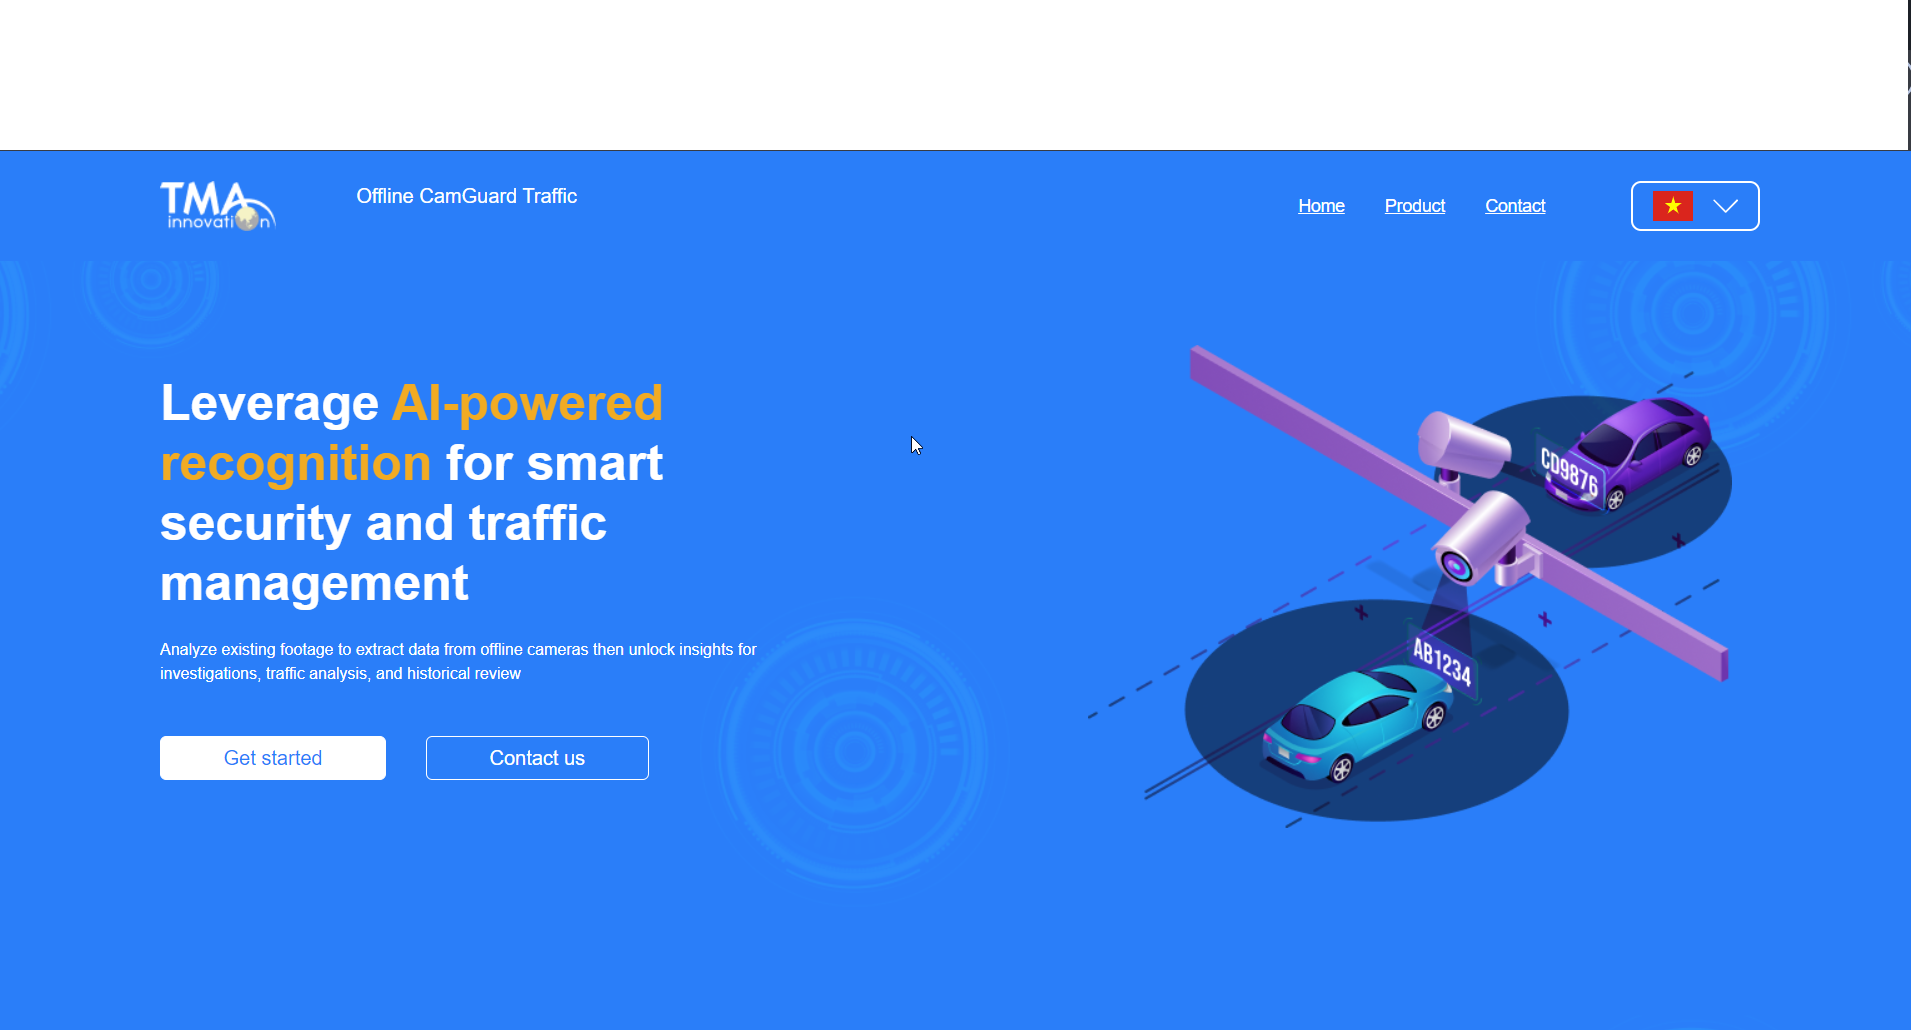 TMA
innovation
Offline CamGuard Traffic
Home
Product
Contact
Leverage AI-powered
recognition for smart
security and traffic
management
Analyze existing footage to extract data from offline cameras then unlock insights for
investigations, traffic analysis, and historical review
Get started
Contact us
CD9876
AB1234